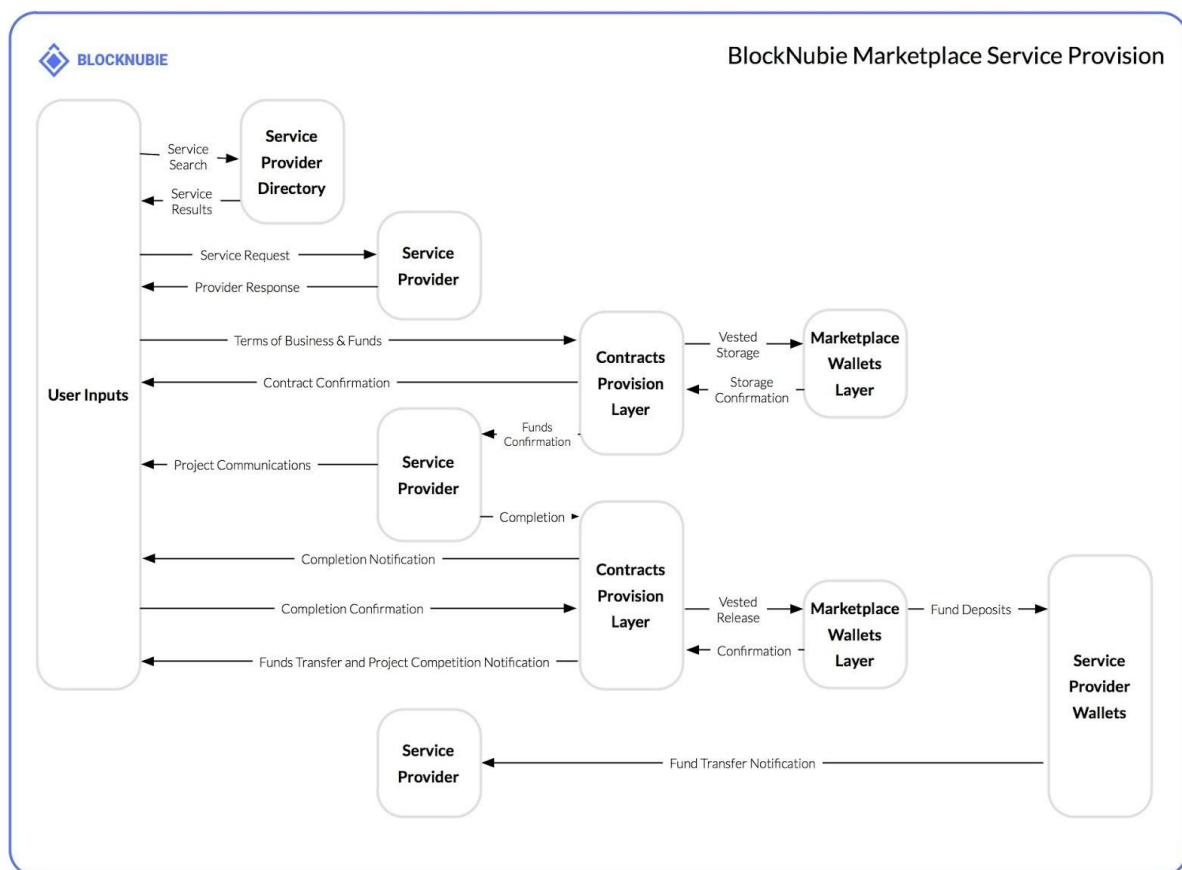 BLOCKNUBIE
BlockNubie Marketplace Service Provision
Service
Search
Service
Provider
Directory
Service
Results
Service Request
Service
Provider
Provider Response
Terms of Business & Funds
Vested
Storage
Marketplace
Wallets
Layer
Contracts
Provision
Layer
Contract Confirmation
Storage
Confirmation
User Inputs
Funds
Confirmation
Project Communications
Service
Provider
Completion
Completion Notification
Contracts
Provision
Layer
Completion Confirmation
Vested
Release
Marketplace
Wallets
Layer
Fund Deposits
Confirmation
Funds Transfer and Project Competition Notification
Service
Provider
Wallets
Service
Provider
Fund Transfer Notification